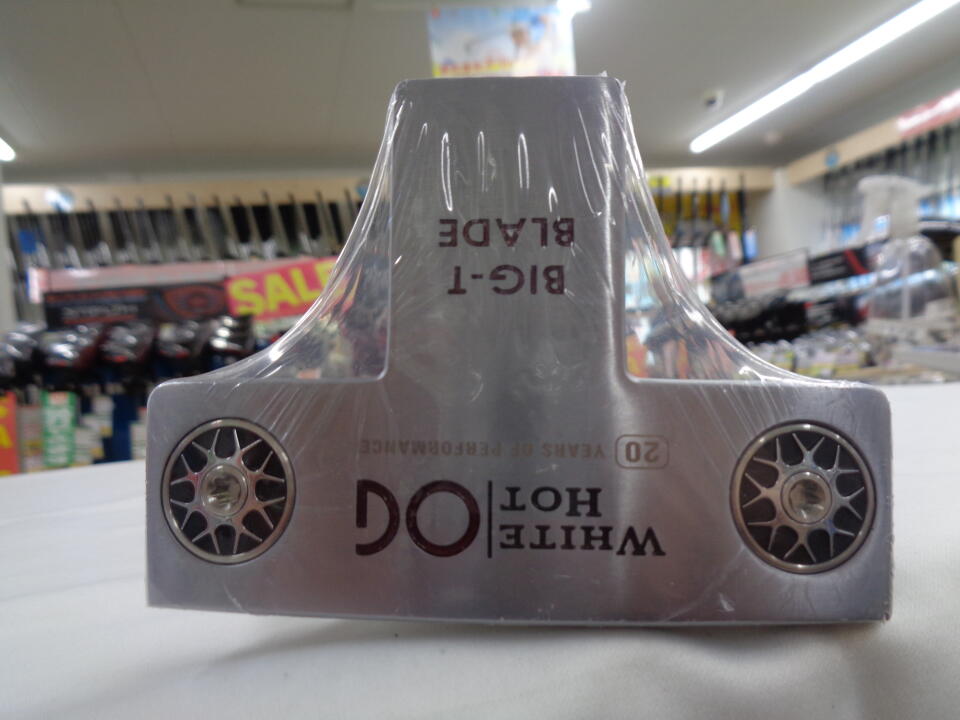 WHITE HOT | OG
20 YEARS OF PERFORMANCE
BIG-T
BLADE
SALE